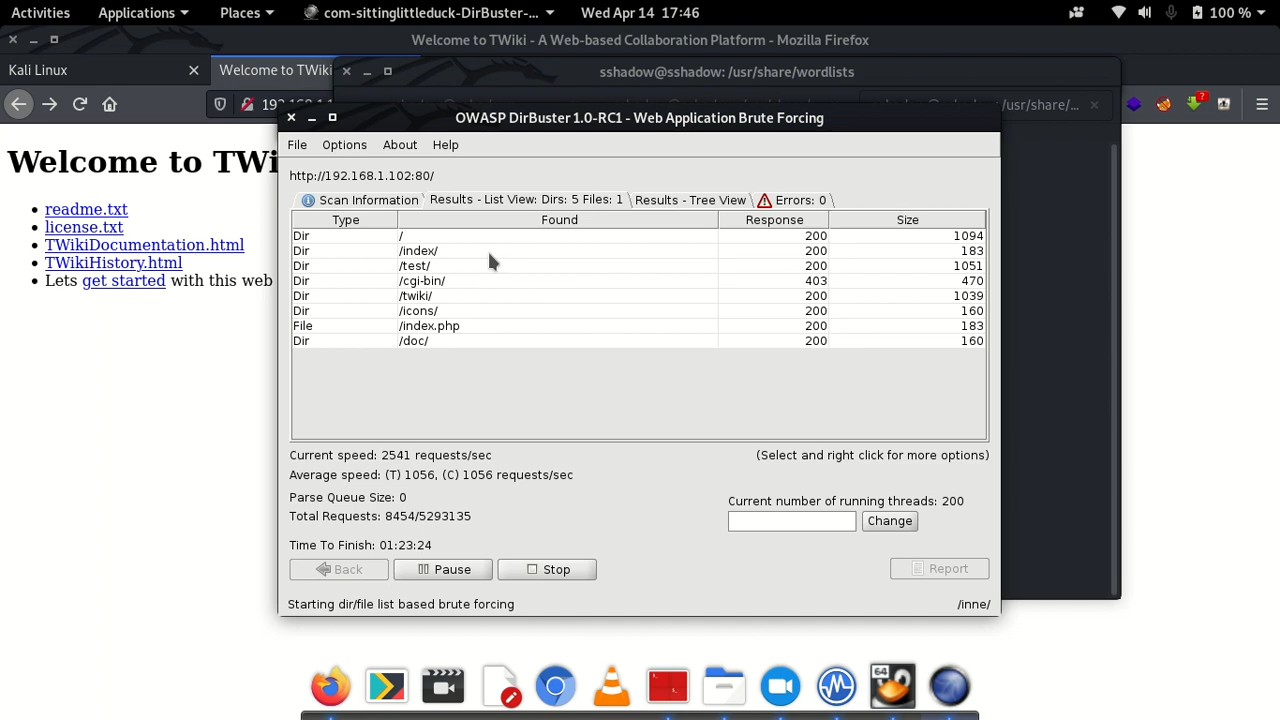 Activities Applications Places com-sittinglittleduck-DirBuster-... Wed Apr 14 17:46 100 %
Welcome to TWiki - A Web-based Collaboration Platform - Mozilla Firefox
Kali Linux Welcome to TWiki
sshadow@sshadow: /usr/share/wordlists
:/usr/share/...
OWASP DirBuster 1.0-RC1 - Web Application Brute Forcing
File Options About Help
Welcome to TWi
http://192.168.1.102:80/
readme.txt
license.txt
TWikiDocumentation.html
TWikiHistory.html
Lets get started with this web
Scan Information Results - List View: Dirs: 5 Files: 1 Results - Tree View Errors: 0
Type Found Response Size
Dir / 200 1094
Dir /index/ 200 183
Dir /test/ 200 1051
Dir /cgi-bin/ 403 470
Dir /twiki/ 200 1039
Dir /icons/ 200 160
File /index.php 200 183
Dir /doc/ 200 160
Current speed: 2541 requests/sec (Select and right click for more options)
Average speed: (T) 1056, (C) 1056 requests/sec
Parse Queue Size: 0
Current number of running threads: 200
Total Requests: 8454/5293135
Change
Time To Finish: 01:23:24
Back Pause Stop Report
Starting dir/file list based brute forcing /inne/
64